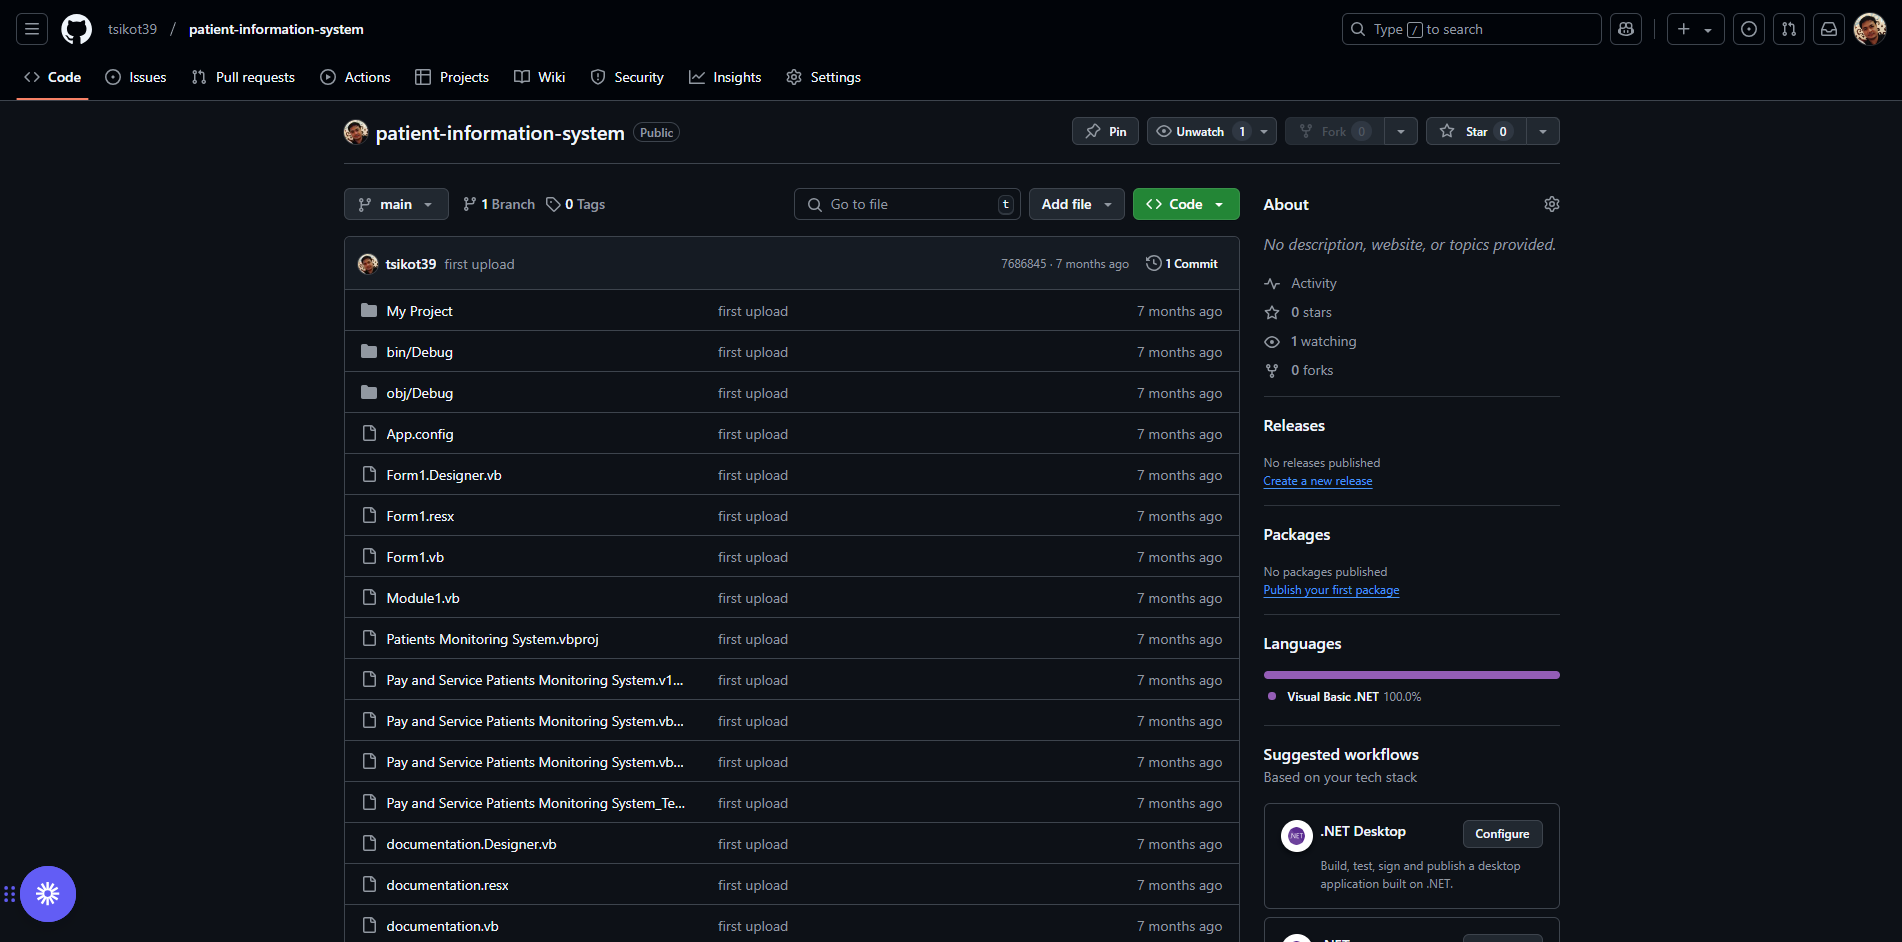 tsikot39 / patient-information-system
Type / to search
Code Issues Pull requests Actions Projects Wiki Security Insights Settings
patient-information-system Public
Pin Unwatch 1 Fork 0 Star 0
main 1 Branch 0 Tags Go to file t Add file Code
tsikot39 first upload 7686845 · 7 months ago 1 Commit
My Project first upload 7 months ago
bin/Debug first upload 7 months ago
obj/Debug first upload 7 months ago
App.config first upload 7 months ago
Form1.Designer.vb first upload 7 months ago
Form1.resx first upload 7 months ago
Form1.vb first upload 7 months ago
Module1.vb first upload 7 months ago
Patients Monitoring System.vbproj first upload 7 months ago
Pay and Service Patients Monitoring System.v1... first upload 7 months ago
Pay and Service Patients Monitoring System.vb... first upload 7 months ago
Pay and Service Patients Monitoring System.vb... first upload 7 months ago
Pay and Service Patients Monitoring System_Te... first upload 7 months ago
documentation.Designer.vb first upload 7 months ago
documentation.resx first upload 7 months ago
documentation.vb first upload 7 months ago
About
No description, website, or topics provided.
Activity
0 stars
1 watching
0 forks
Releases
No releases published
Create a new release
Packages
No packages published
Publish your first package
Languages
Visual Basic .NET 100.0%
Suggested workflows
Based on your tech stack
.NET
.NET Desktop
Configure
Build, test, sign and publish a desktop
application built on .NET.